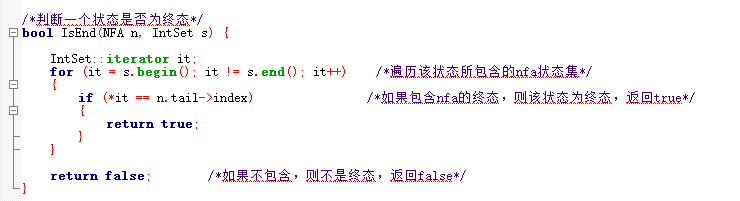 /*判断一个状态是否为终态*/
bool IsEnd(NFA n, IntSet s) {
IntSet::iterator it;
for (it = s.begin(); it != s.end(); it++) /*遍历该状态所包含的nfa状态集*/
{
if (*it == n.tail->index) /*如果包含nfa的终态，则该状态为终态，返回true*/
{
return true;
}
}
return false; /*如果不包含，则不是终态，返回false*/
}